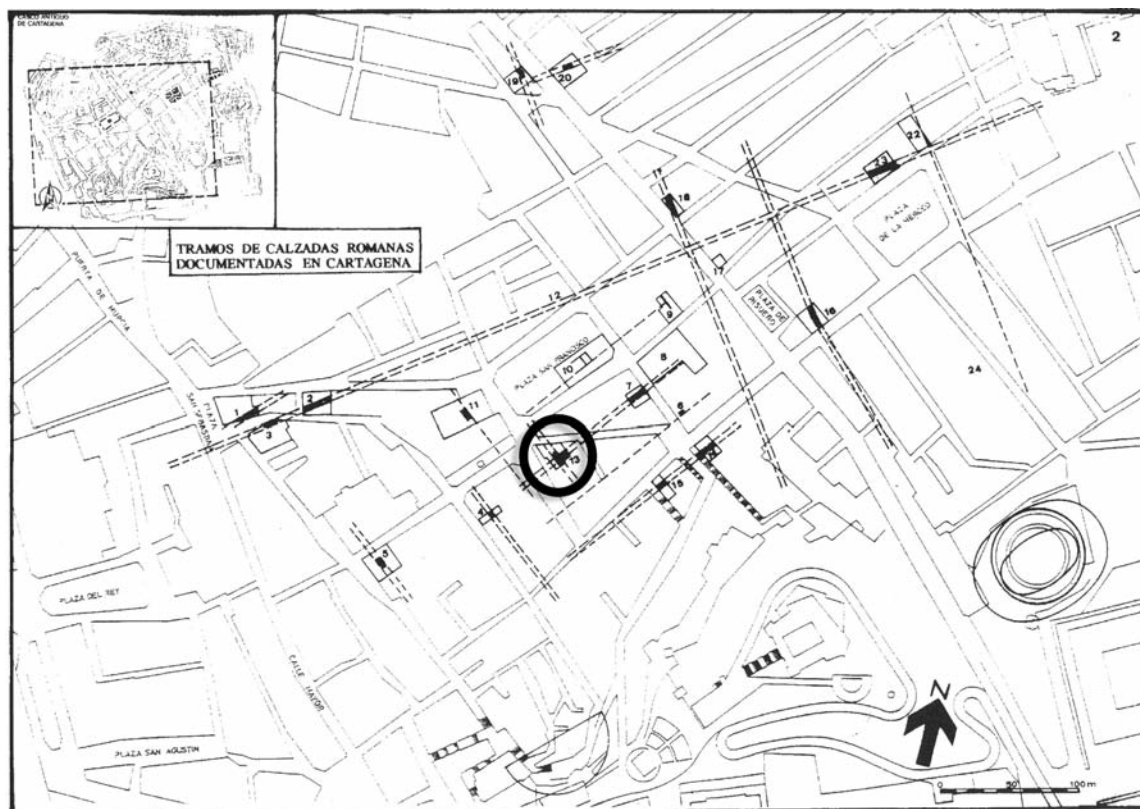 CASCO ANTIGUO
DE CARTAGENA
2
TRAMOS DE CALZADAS ROMANAS
DOCUMENTADAS EN CARTAGENA
19
20
22
23
18
PLAZA
DE LA MERCED
PUERTA DE MURCIA
17
12
PLAZA DE
RISUEÑO
16
9
PLAZA SAN FRANCISCO
10
8
24
7
11
6
1
2
3
PLAZA
SAN SEBASTIAN
13
15
4
5
PLAZA DEL REY
CALLE MAYOR
N
PLAZA SAN AGUSTIN
0
50
100 m